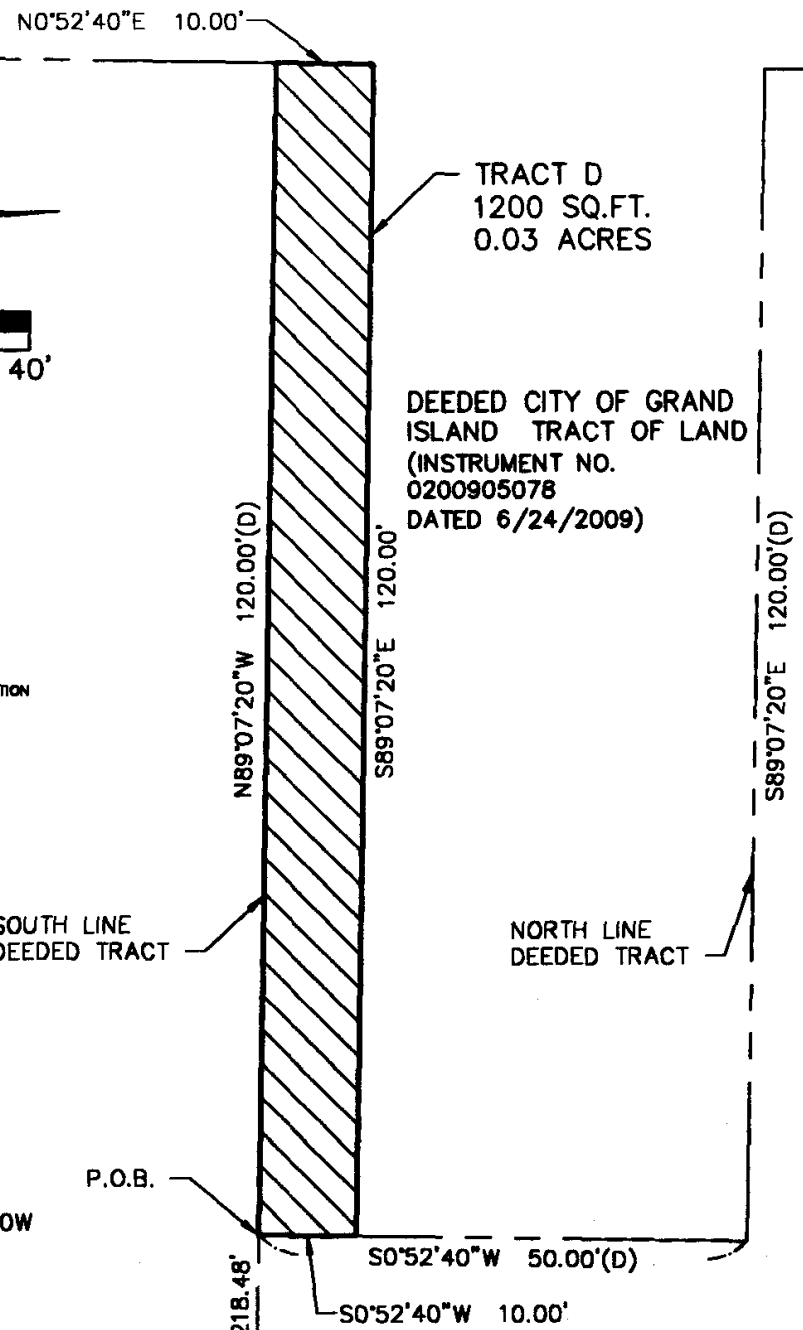 N0°52'40"E 10.00'
TRACT D
1200 SQ.FT.
0.03 ACRES
40'
DEEDED CITY OF GRAND
ISLAND TRACT OF LAND
(INSTRUMENT NO.
0200905078
DATED 6/24/2009)
N89°07'20"W 120.00'(D)
S89°07'20"E 120.00'
S89°07'20"E 120.00'(D)
TION
SOUTH LINE
DEEDED TRACT
NORTH LINE
DEEDED TRACT
P.O.B.
OW
S0°52'40"W 50.00'(D)
218.48'
S0°52'40"W 10.00'